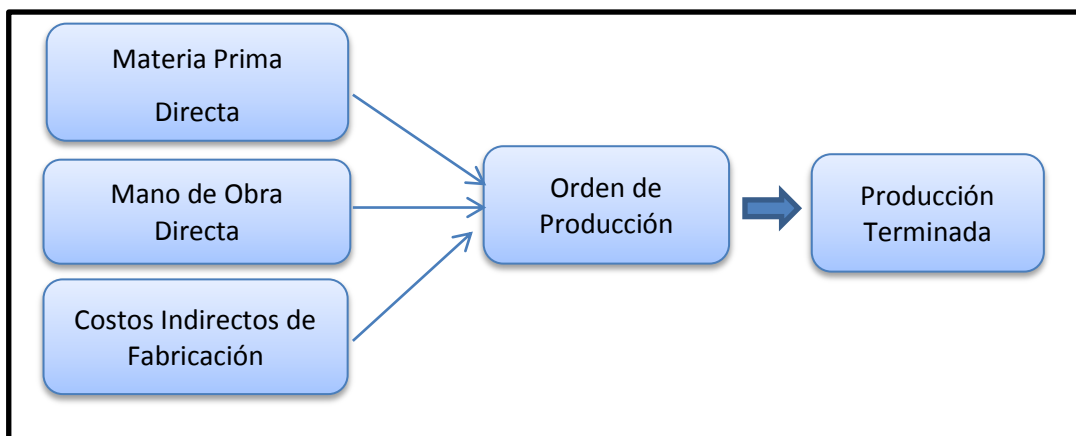 Materia Prima
Directa
Mano de Obra
Directa
Costos Indirectos de
Fabricación
Orden de
Producción
Producción
Terminada